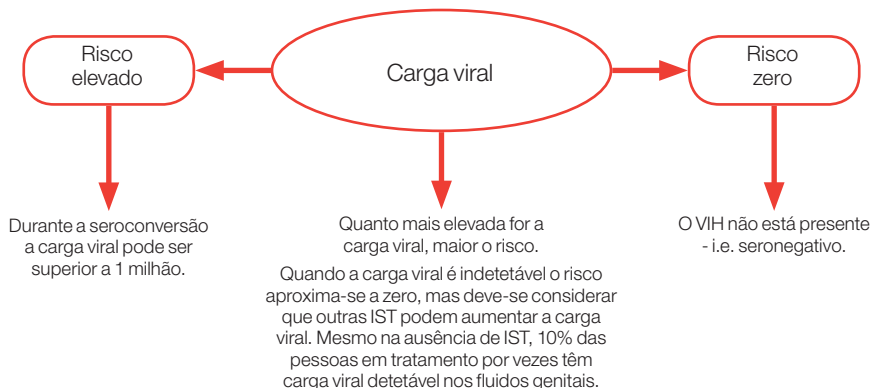 Risco
elevado
Carga viral
Risco
zero
Durante a seroconversão
a carga viral pode ser
superior a 1 milhão.
Quanto mais elevada for a
carga viral, maior o risco.
Quando a carga viral é indetetável o risco
aproxima-se a zero, mas deve-se considerar
que outras IST podem aumentar a carga
viral. Mesmo na ausência de IST, 10% das
pessoas em tratamento por vezes têm
carga viral detetável nos fluidos genitais.
O VIH não está presente
- i.e. seronegativo.